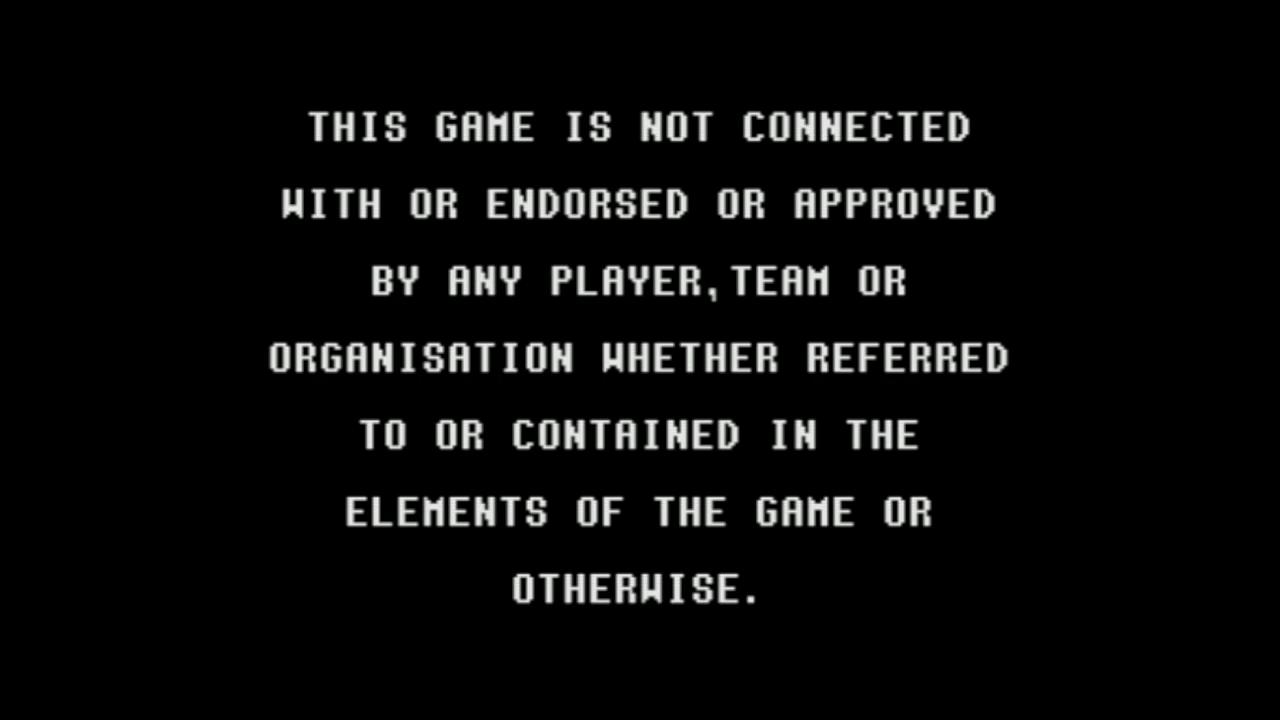 THIS GAME IS NOT CONNECTED
WITH OR ENDORSED OR APPROVED
BY ANY PLAYER,TEAM OR
ORGANISATION WHETHER REFERRED
TO OR CONTAINED IN THE
ELEMENTS OF THE GAME OR
OTHERWISE.